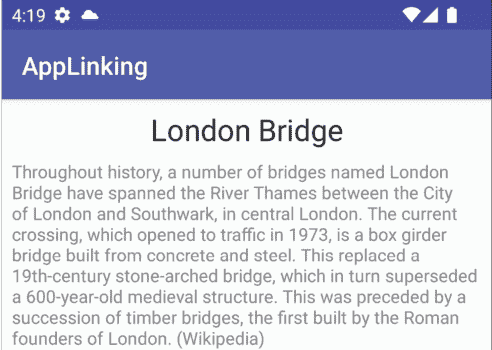 4:19
AppLinking
London Bridge
Throughout history, a number of bridges named London
Bridge have spanned the River Thames between the City
of London and Southwark, in central London. The current
crossing, which opened to traffic in 1973, is a box girder
bridge built from concrete and steel. This replaced a
19th-century stone-arched bridge, which in turn superseded
a 600-year-old medieval structure. This was preceded by a
succession of timber bridges, the first built by the Roman
founders of London. (Wikipedia)